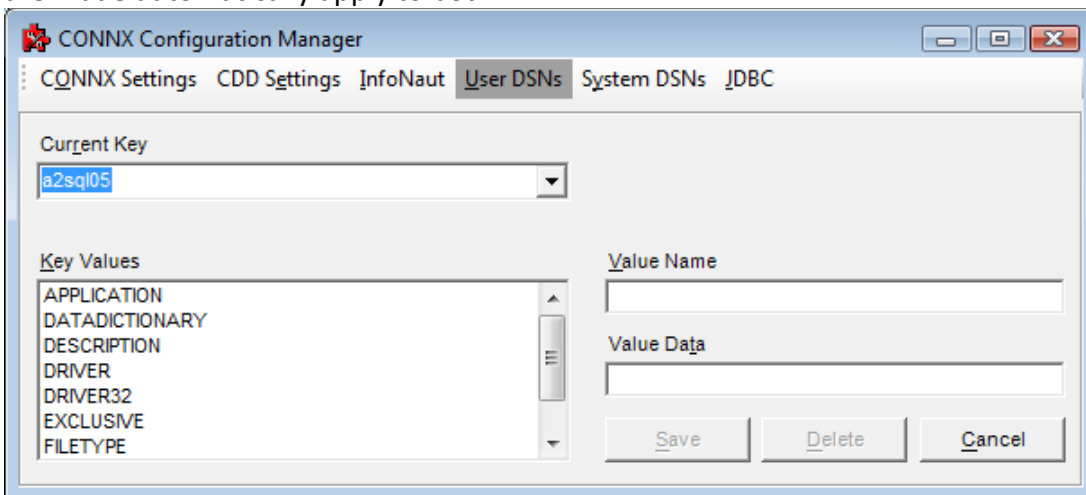 CONNX Configuration Manager
CONNX Settings CDD Settings InfoNaut User DSNs System DSNs JDBC
Current Key
a2sql05
Key Values
APPLICATION
DATADICTIONARY
DESCRIPTION
DRIVER
DRIVER32
EXCLUSIVE
FILETYPE
Value Name
Value Data
Save Delete Cancel